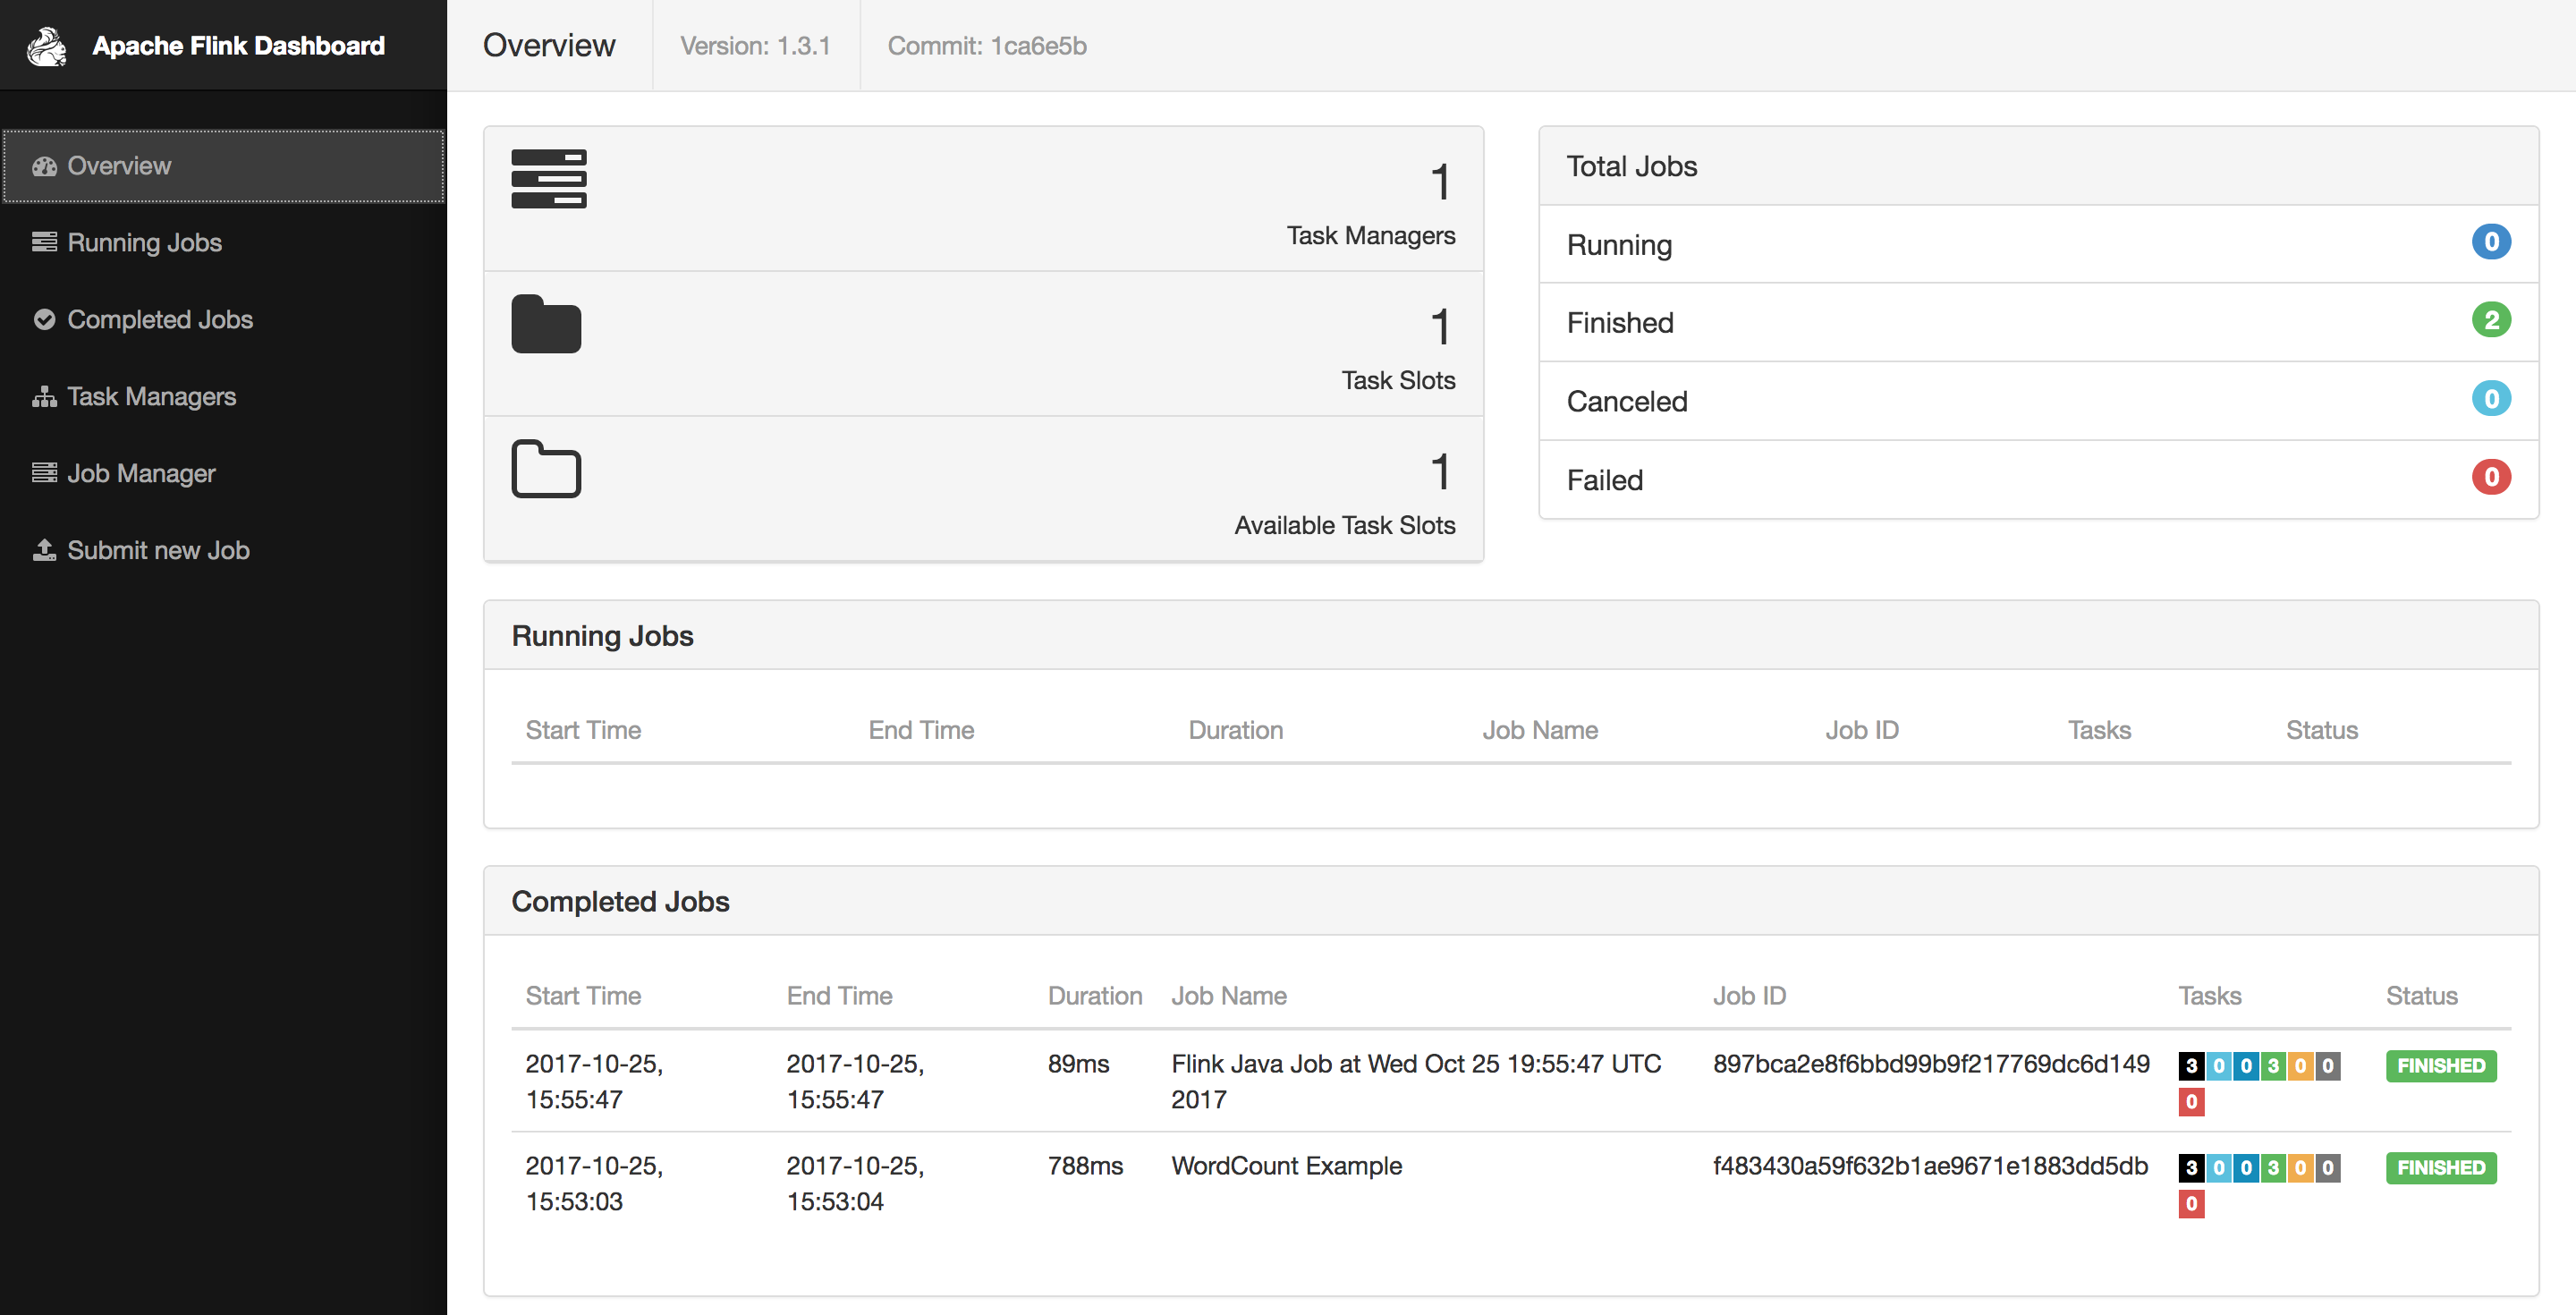 Apache Flink Dashboard
Overview
Version: 1.3.1
Commit: 1ca6e5b
Overview
Running Jobs
Completed Jobs
Task Managers
Job Manager
Submit new Job
1
Task Managers
1
Task Slots
1
Available Task Slots
Total Jobs
Running 0
Finished 2
Canceled 0
Failed 0
Running Jobs
Start Time End Time Duration Job Name Job ID Tasks Status
Completed Jobs
Start Time End Time Duration Job Name Job ID Tasks Status
2017-10-25, 2017-10-25, 89ms Flink Java Job at Wed Oct 25 19:55:47 UTC 897bca2e8f6bbd99b9f217769dc6d149 3 0 0 3 0 0 FINISHED
15:55:47 15:55:47 2017 0
2017-10-25, 2017-10-25, 788ms WordCount Example f483430a59f632b1ae9671e1883dd5db 3 0 0 3 0 0 FINISHED
15:53:03 15:53:04 0